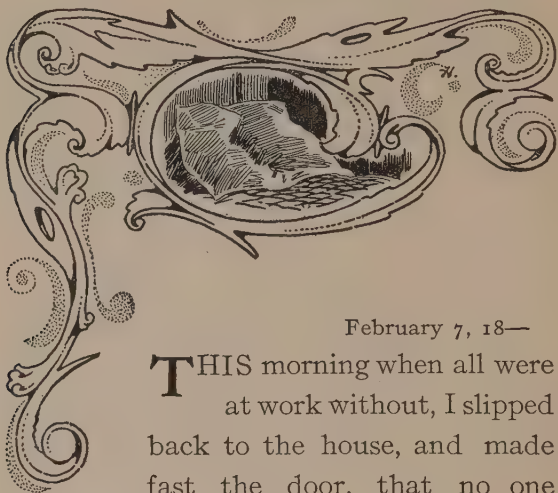 February 7, 18—
THIS morning when all were
at work without, I slipped
back to the house, and made
fast the door, that no one